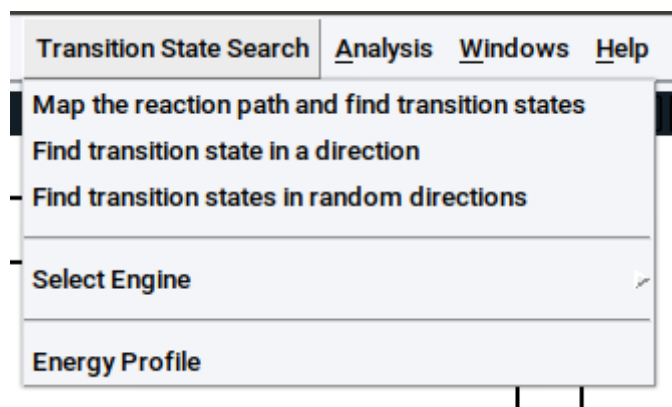 Transition State Search Analysis Windows Help
Map the reaction path and find transition states
Find transition state in a direction
Find transition states in random directions
Select Engine
Energy Profile